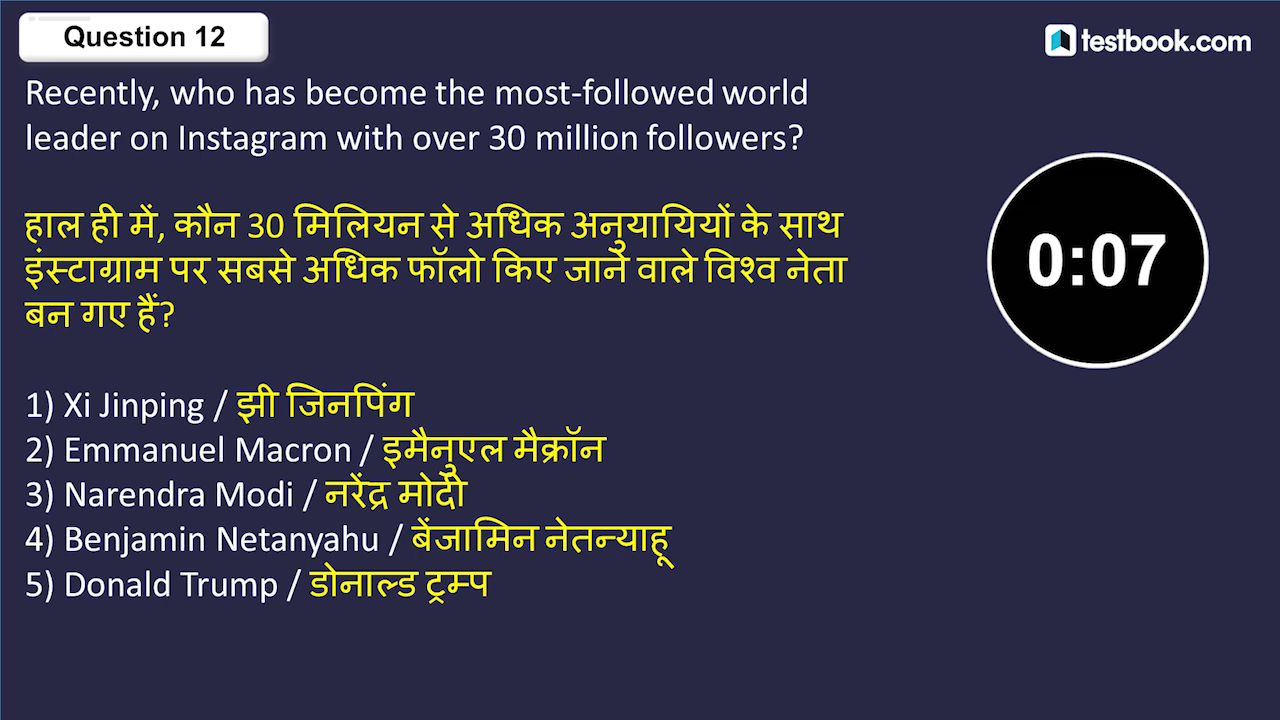 Question 12
testbook.com
Recently, who has become the most-followed world
leader on Instagram with over 30 million followers?
हाल ही में, कौन 30 मिलियन से अधिक अनुयायियों के साथ
इंस्टाग्राम पर सबसे अधिक फॉलो किए जाने वाले विश्व नेता
बन गए हैं?
0:07
1) Xi Jinping / झी जिनपिंग
2) Emmanuel Macron / इमैनुएल मैक्रॉन
3) Narendra Modi / नरेंद्र मोदी
4) Benjamin Netanyahu / बेंजामिन नेतन्याहू
5) Donald Trump / डोनाल्ड ट्रम्प